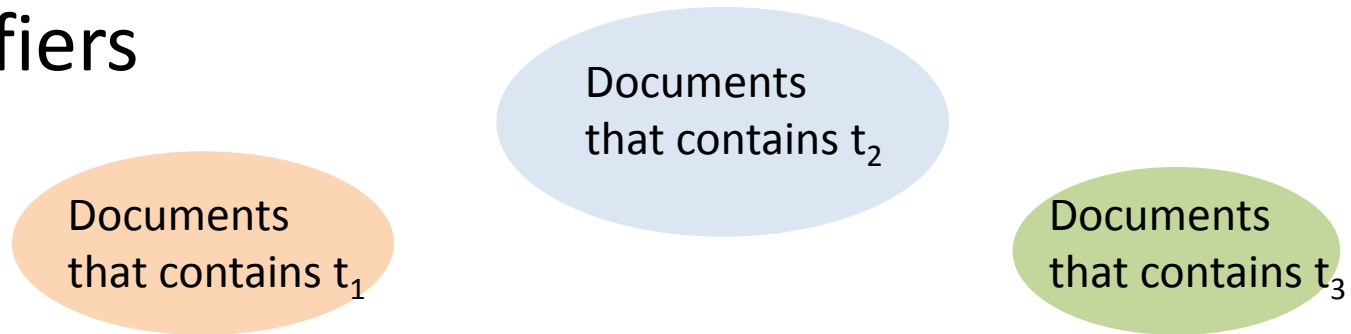 fiers
Documents
that contains t₂
Documents
that contains t₁
Documents
that contains t₃